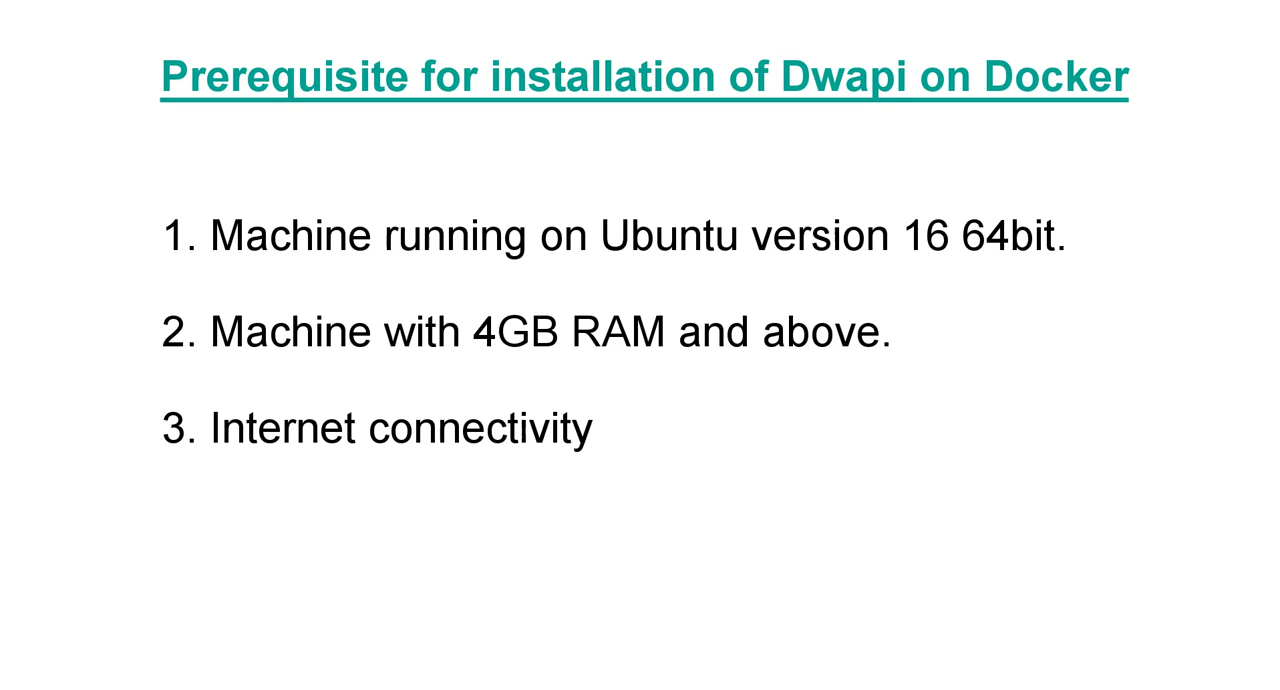 Prerequisite for installation of Dwapi on Docker
1. Machine running on Ubuntu version 16 64bit.
2. Machine with 4GB RAM and above.
3. Internet connectivity